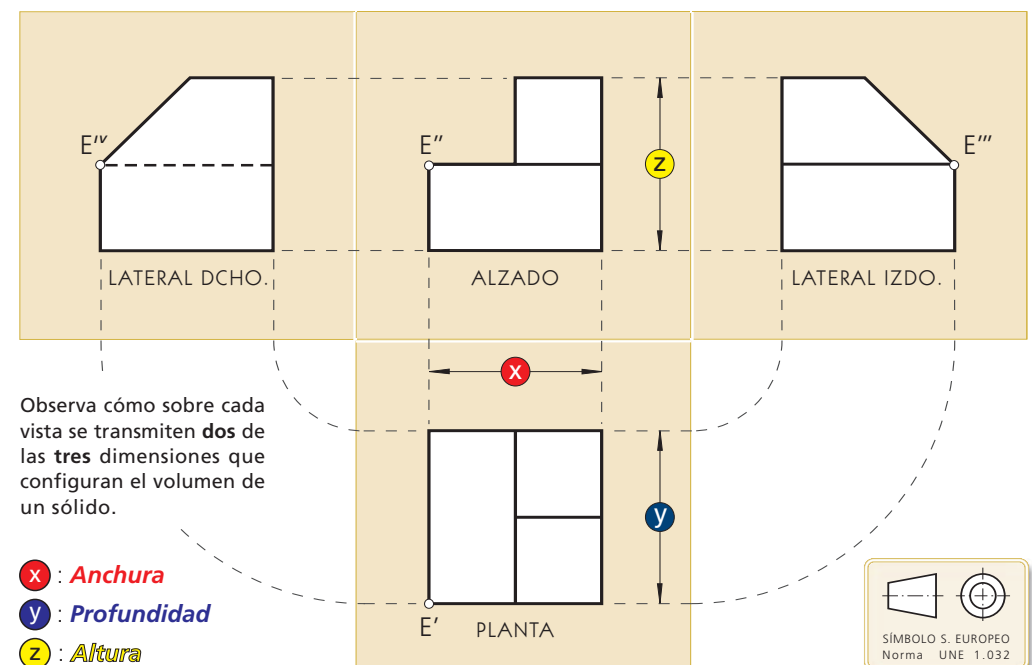 E'ᵛ
E''
E'''
z
LATERAL DCHO.
ALZADO
LATERAL IZDO.
x
Observa cómo sobre cada
vista se transmiten dos de
las tres dimensiones que
configuran el volumen de
un sólido.
y
x : Anchura
y : Profundidad
z : Altura
E'
PLANTA
SÍMBOLO S. EUROPEO
Norma UNE 1.032